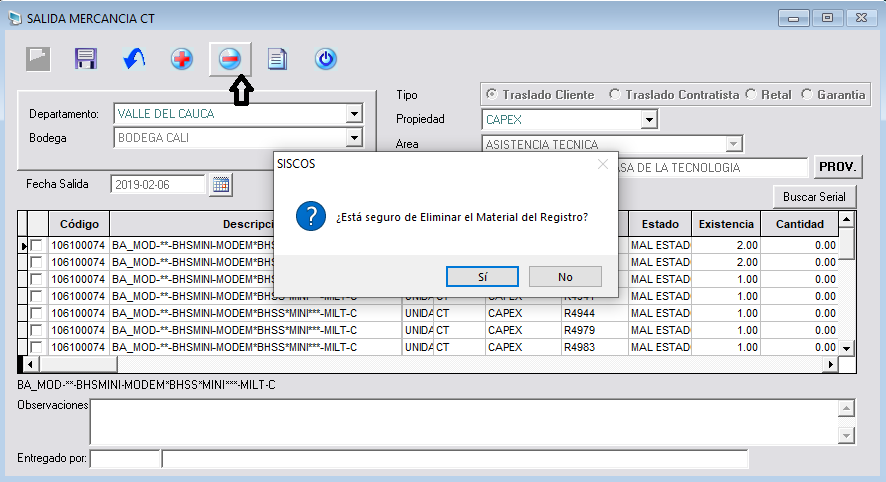 SALIDA MERCANCIA CT
Departamento: VALLE DEL CAUCA
Bodega BODEGA CALI
Tipo Traslado Cliente Traslado Contratista Retal Garantia
Propiedad CAPEX
Area ASISTENCIA TECNICA
ASA DE LA TECNOLOGIA PROV.
Fecha Salida 2019-02-06
Buscar Serial
SISCOS
¿Está seguro de Eliminar el Material del Registro?
Sí No
Código Descripci Estado Existencia Cantidad
106100074 BA_MOD-**-BHSMINI-MODEM*BHS MAL ESTAD 2.00 0.00
106100074 BA_MOD-**-BHSMINI-MODEM*BHS MAL ESTAD 2.00 0.00
106100074 BA_MOD-**-BHSMINI-MODEM*BHS MAL ESTAD 1.00 0.00
106100074 BA_MOD-**-BHSMINI-MODEM*BHSS*MINI***-MILT-C UNIDA CT CAPEX MAL ESTAD 1.00 0.00
106100074 BA_MOD-**-BHSMINI-MODEM*BHSS*MINI***-MILT-C UNIDA CT CAPEX R4944 MAL ESTAD 1.00 0.00
106100074 BA_MOD-**-BHSMINI-MODEM*BHSS*MINI***-MILT-C UNIDA CT CAPEX R4979 MAL ESTAD 1.00 0.00
106100074 BA_MOD-**-BHSMINI-MODEM*BHSS*MINI***-MILT-C UNIDA CT CAPEX R4983 MAL ESTAD 1.00 0.00
BA_MOD-**-BHSMINI-MODEM*BHSS*MINI***-MILT-C
Observaciones
Entregado por: